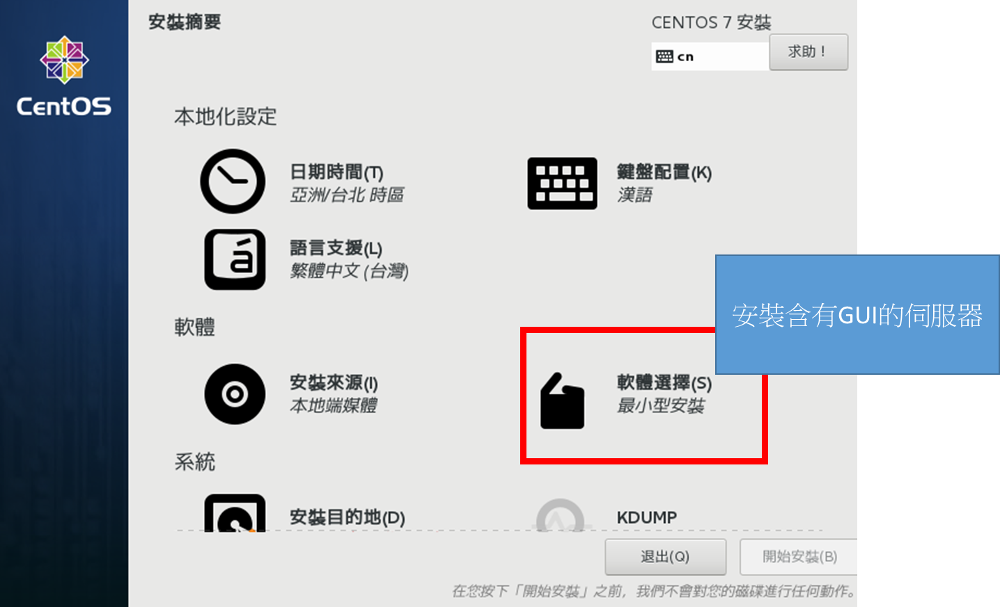 安裝摘要
CENTOS 7 安裝
cn
求助！
CentOS
本地化設定
日期時間(T)
亞洲/台北 時區
鍵盤配置(K)
漢語
語言支援(L)
繁體中文 (台灣)
安裝含有GUI的伺服器
軟體
安裝來源(I)
本地端媒體
軟體選擇(S)
最小型安裝
系統
安裝目的地(D)
KDUMP
退出(Q)
開始安裝(B)
在您按下「開始安裝」之前，我們不會對您的磁碟進行任何動作。